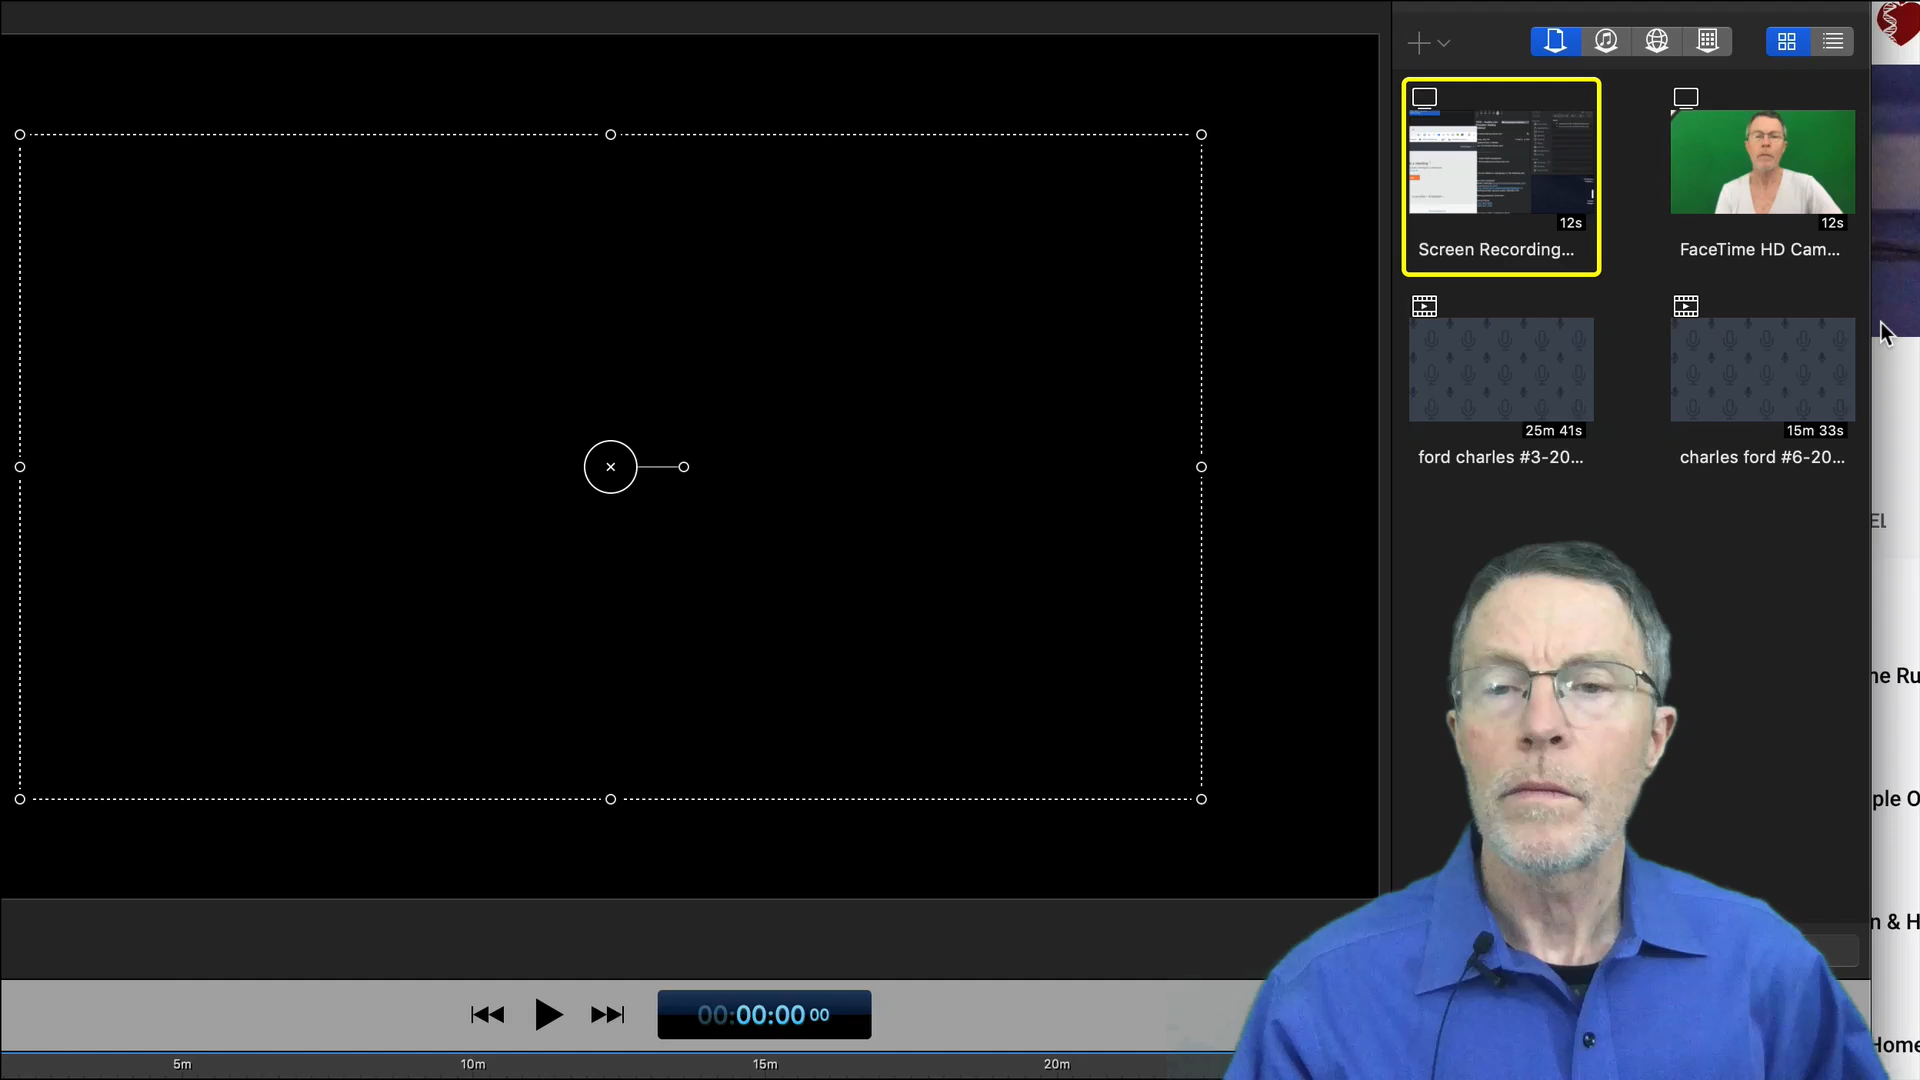 12s
12s
Screen Recording...
FaceTime HD Cam...
25m 41s
15m 33s
ford charles #3-20...
charles ford #6-20...
EL
ne Ru
ple O
n & H
Home
00:00:00 00
5m
10m
15m
20m